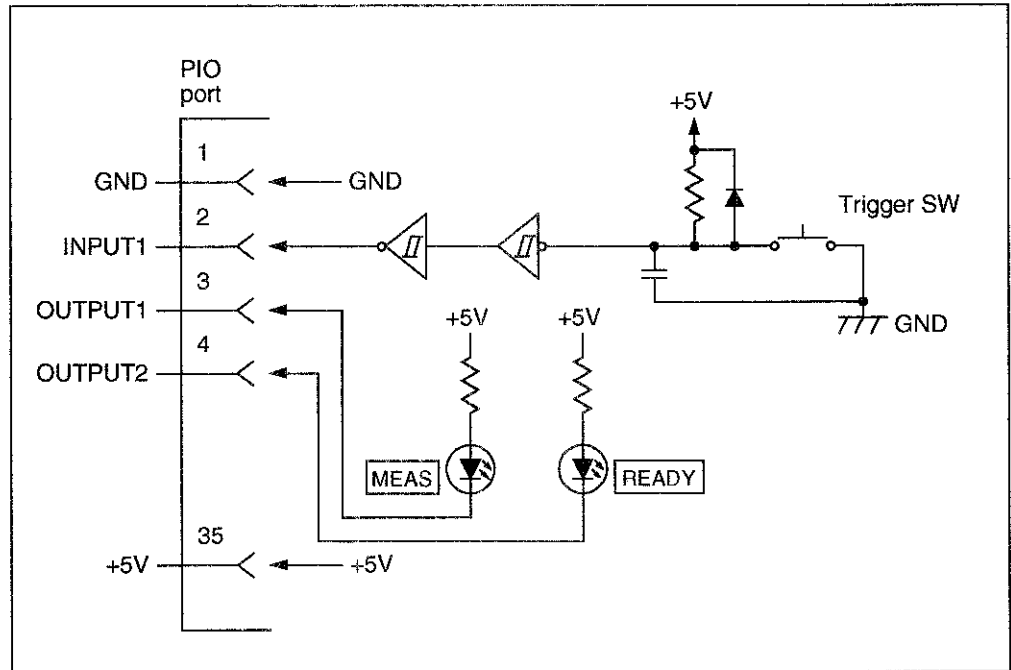 PIO
port
+5V
1
GND
GND
Trigger SW
2
INPUT1
3
OUTPUT1
+5V
+5V
GND
4
OUTPUT2
MEAS
READY
35
+5V
+5V